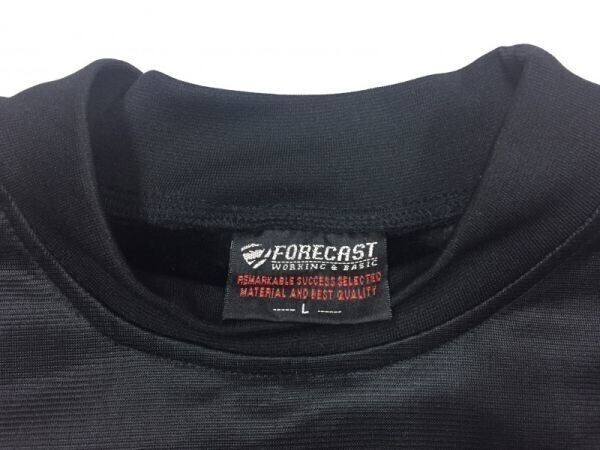 FORECAST
WORKING & BASIC
REMARKABLE SUCCESS SELECTED
MATERIAL AND BEST QUALITY
L